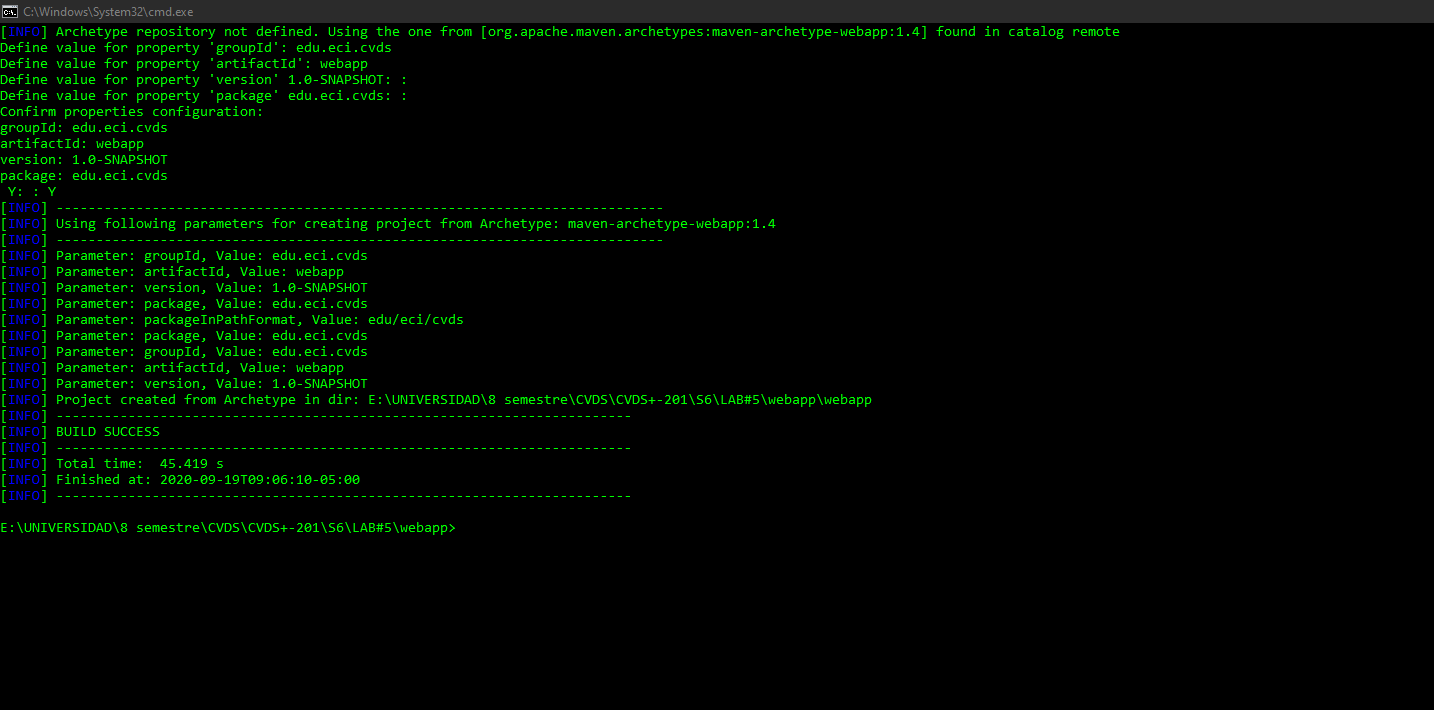 C:\Windows\System32\cmd.exe
[INFO] Archetype repository not defined. Using the one from [org.apache.maven.archetypes:maven-archetype-webapp:1.4] found in catalog remote
Define value for property 'groupId': edu.eci.cvds
Define value for property 'artifactId': webapp
Define value for property 'version' 1.0-SNAPSHOT: :
Define value for property 'package' edu.eci.cvds: :
Confirm properties configuration:
groupId: edu.eci.cvds
artifactId: webapp
version: 1.0-SNAPSHOT
package: edu.eci.cvds
 Y: : Y
[INFO] ----------------------------------------------------------------------------
[INFO] Using following parameters for creating project from Archetype: maven-archetype-webapp:1.4
[INFO] ----------------------------------------------------------------------------
[INFO] Parameter: groupId, Value: edu.eci.cvds
[INFO] Parameter: artifactId, Value: webapp
[INFO] Parameter: version, Value: 1.0-SNAPSHOT
[INFO] Parameter: package, Value: edu.eci.cvds
[INFO] Parameter: packageInPathFormat, Value: edu/eci/cvds
[INFO] Parameter: package, Value: edu.eci.cvds
[INFO] Parameter: groupId, Value: edu.eci.cvds
[INFO] Parameter: artifactId, Value: webapp
[INFO] Parameter: version, Value: 1.0-SNAPSHOT
[INFO] Project created from Archetype in dir: E:\UNIVERSIDAD\8 semestre\CVDS\CVDS+-201\S6\LAB#5\webapp\webapp
[INFO] ------------------------------------------------------------------------
[INFO] BUILD SUCCESS
[INFO] ------------------------------------------------------------------------
[INFO] Total time:  45.419 s
[INFO] Finished at: 2020-09-19T09:06:10-05:00
[INFO] ------------------------------------------------------------------------
E:\UNIVERSIDAD\8 semestre\CVDS\CVDS+-201\S6\LAB#5\webapp>